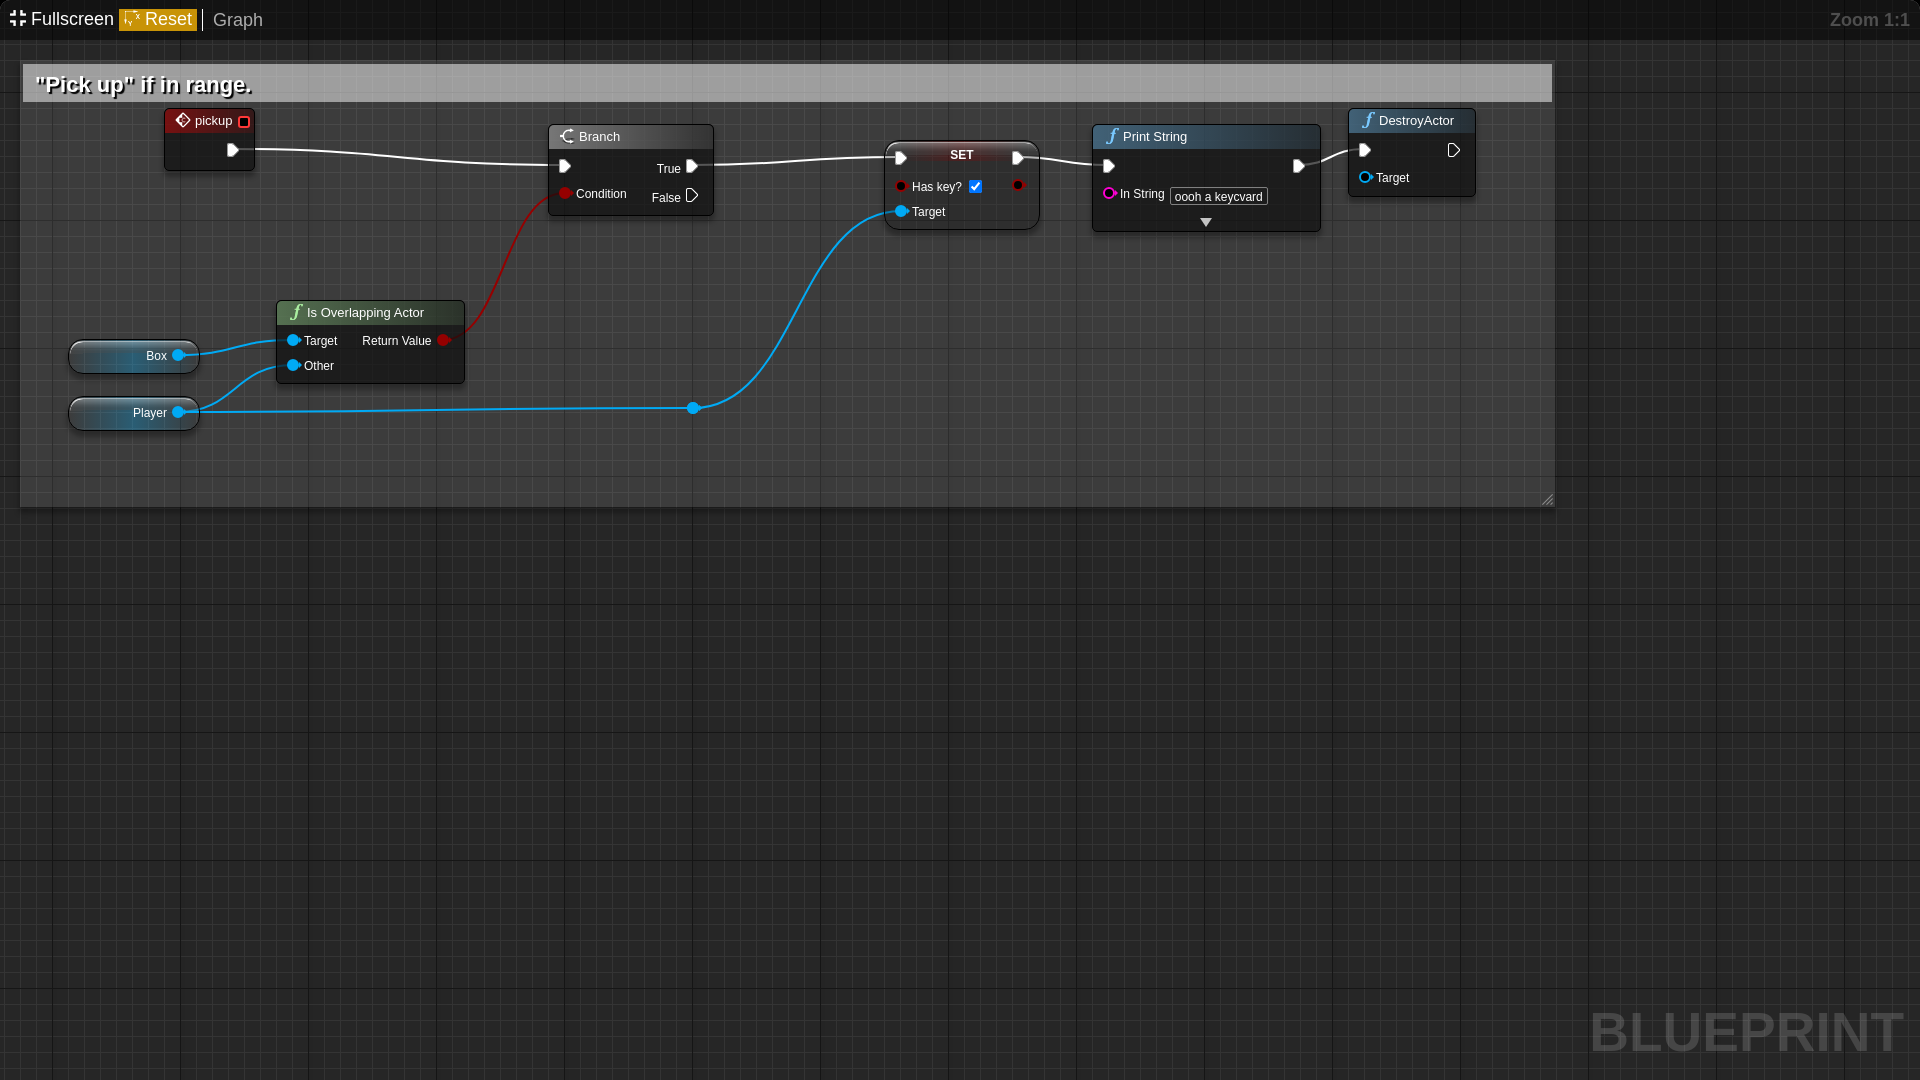 Fullscreen Reset Graph Zoom 1:1
"Pick up" if in range.
pickup
Branch
True
Condition
False
SET
Has key?
Target
Print String
In String oooh a keycvard
DestroyActor
Target
Is Overlapping Actor
Target Return Value
Other
Box
Player
BLUEPRINT